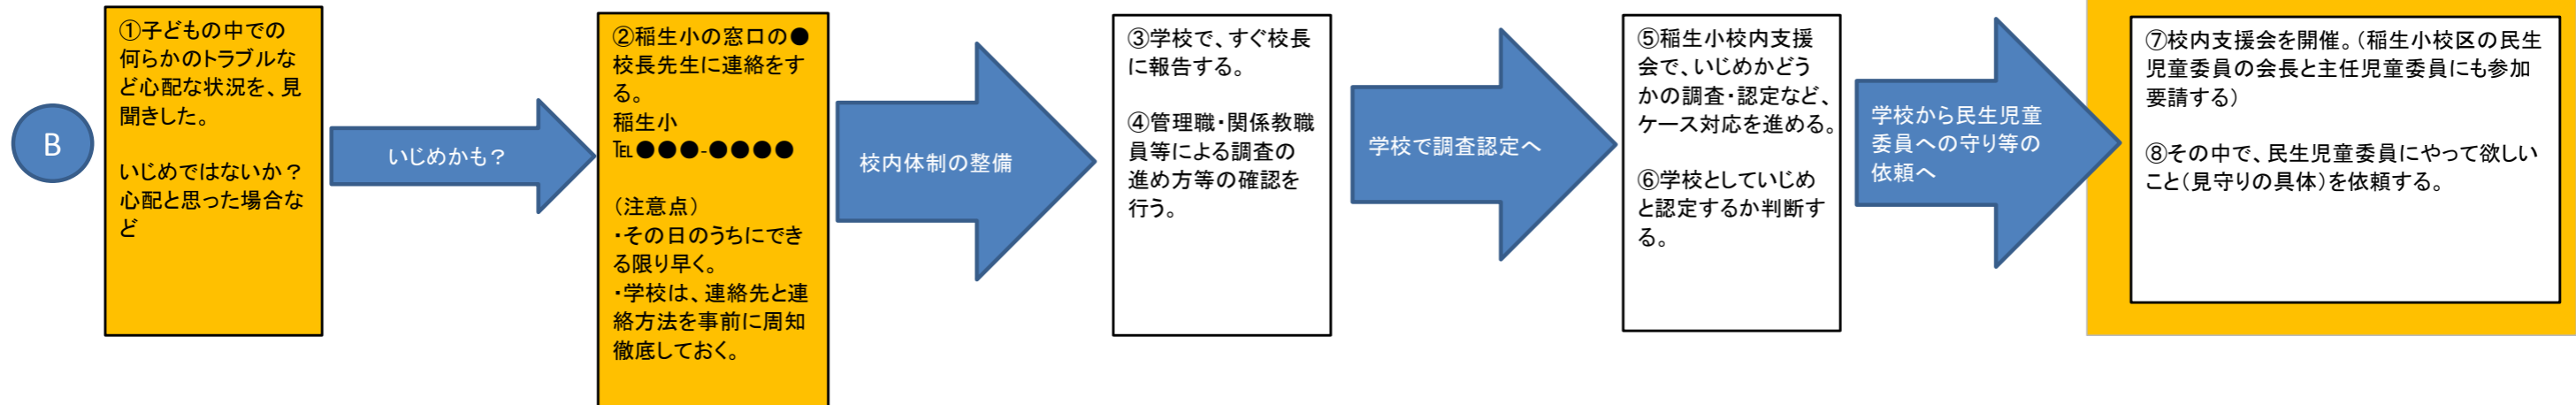 B
①子どもの中での
何らかのトラブルな
ど心配な状況を、見
聞きした。
いじめではないか？
心配と思った場合な
ど
いじめかも？
②稲生小の窓口の●
校長先生に連絡をす
る。
稲生小
℡●●●-●●●●
（注意点）
・その日のうちにでき
る限り早く。
・学校は、連絡先と連
絡方法を事前に周知
徹底しておく。
校内体制の整備
③学校で、すぐ校長
に報告する。
④管理職・関係教職
員等による調査の
進め方等の確認を
行う。
学校で調査認定へ
⑤稲生小校内支援
会で、いじめかどう
かの調査・認定など、
ケース対応を進める。
⑥学校としていじめ
と認定するか判断す
る。
学校から民生児童
委員への守り等の
依頼へ
⑦校内支援会を開催。（稲生小校区の民生
児童委員の会長と主任児童委員にも参加
要請する）
⑧その中で、民生児童委員にやって欲しい
こと（見守りの具体）を依頼する。